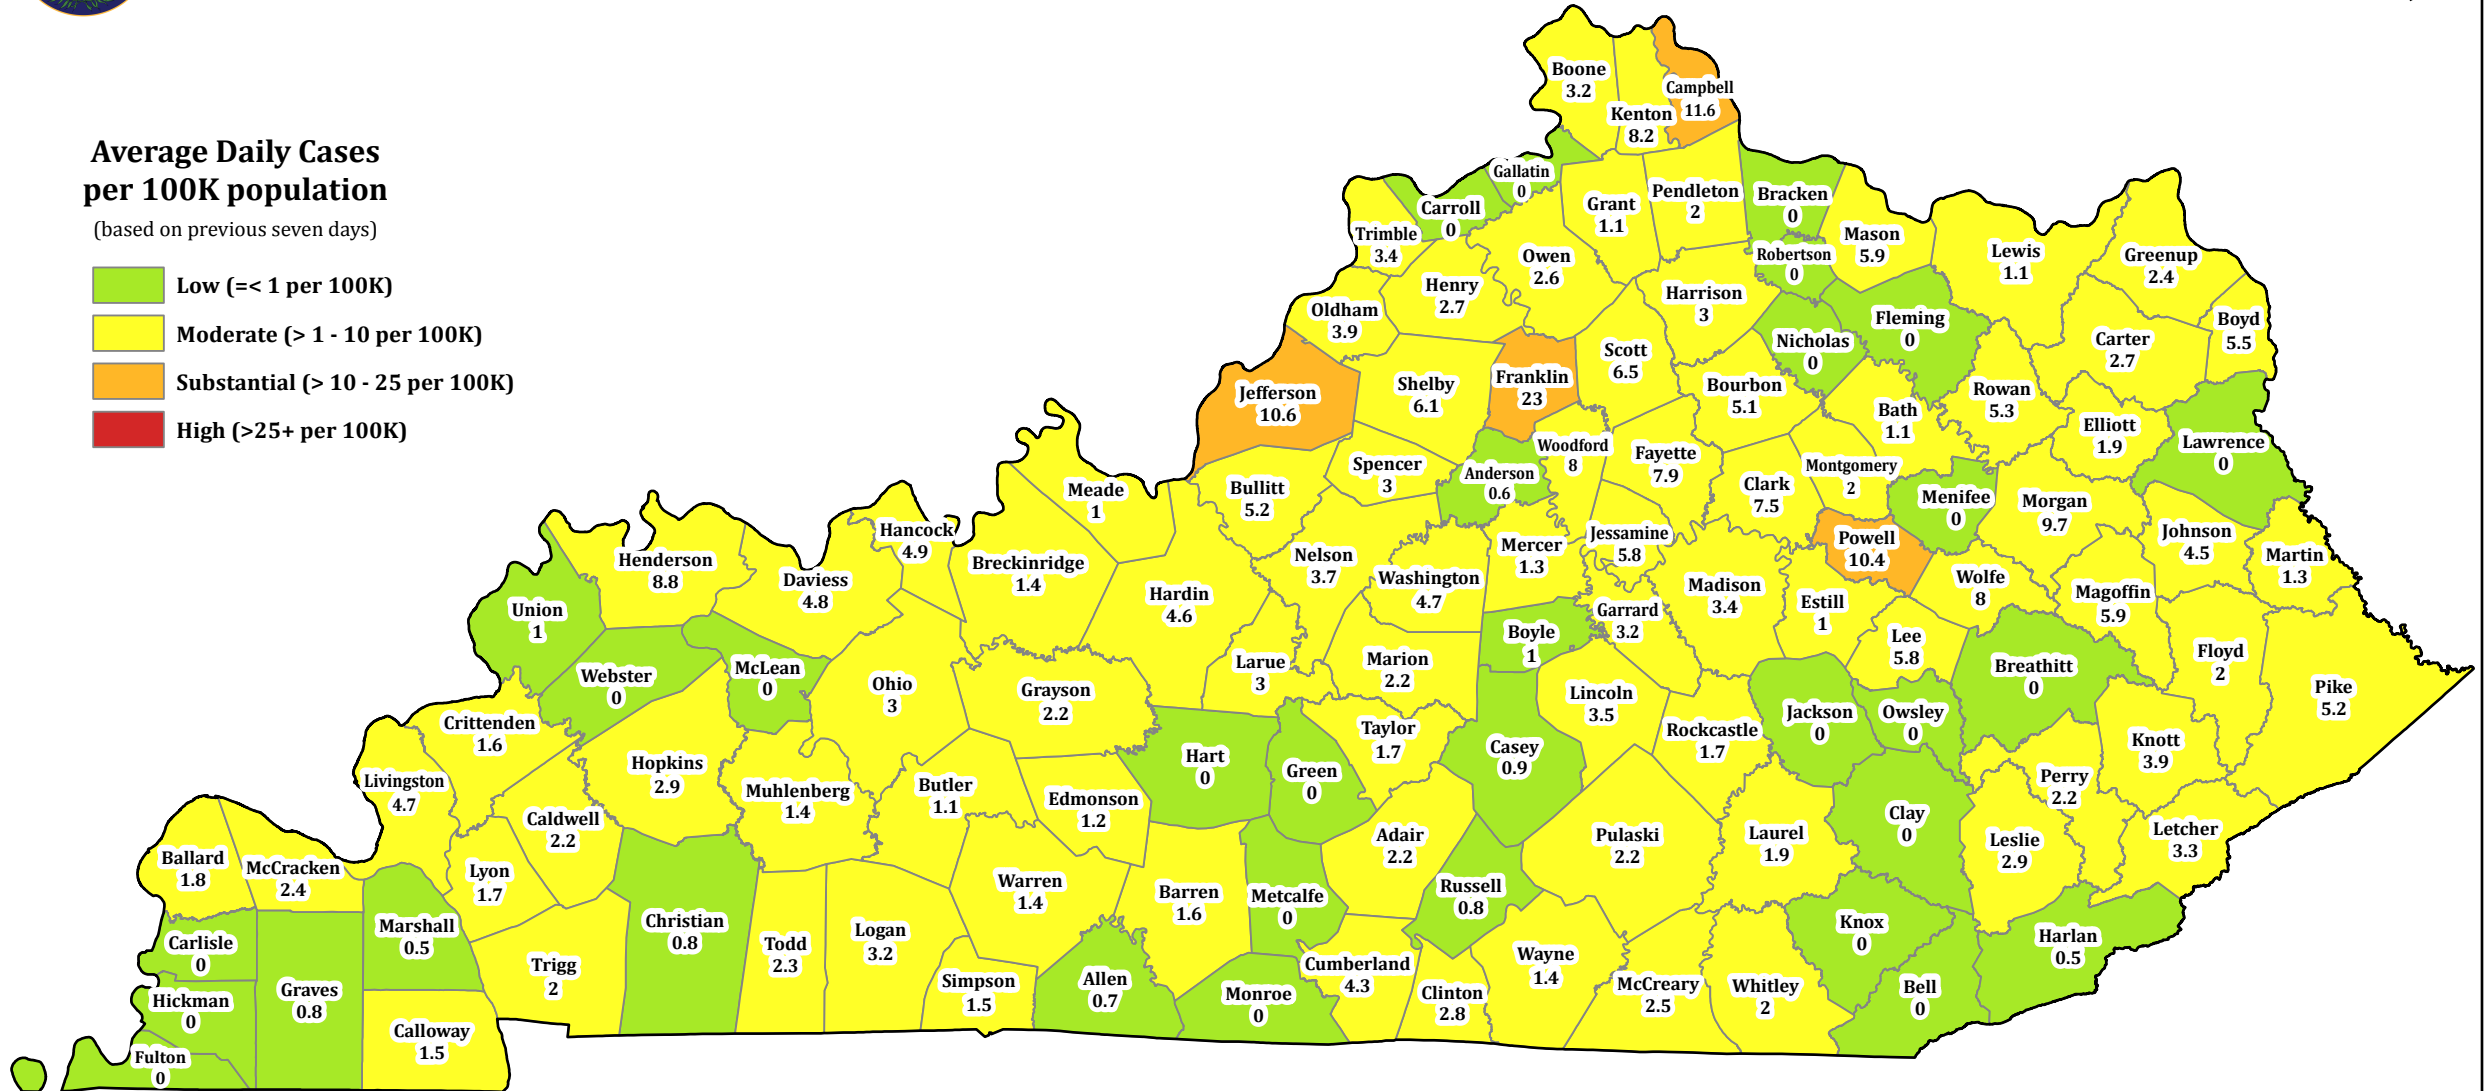 Average Daily Cases
per 100K population
(based on previous seven days)
Low (=< 1 per 100K)
Moderate (> 1 - 10 per 100K)
Substantial (> 10 - 25 per 100K)
High (>25+ per 100K)
Boone
3.2
Kenton
8.2
Campbell
11.6
Gallatin
0
Carroll
0
Trimble
3.4
Grant
1.1
Pendleton
2
Bracken
0
Robertson
0
Mason
5.9
Lewis
1.1
Greenup
2.4
Boyd
5.5
Carter
2.7
Owen
2.6
Henry
2.7
Oldham
3.9
Harrison
3
Fleming
0
Nicholas
0
Scott
6.5
Bourbon
5.1
Rowan
5.3
Bath
1.1
Elliott
1.9
Lawrence
0
Jefferson
10.6
Shelby
6.1
Franklin
23
Woodford
8
Fayette
7.9
Clark
7.5
Montgomery
2
Menifee
0
Morgan
9.7
Johnson
4.5
Martin
1.3
Spencer
3
Anderson
0.6
Bullitt
5.2
Meade
1
Hancock
4.9
Breckinridge
1.4
Hardin
4.6
Nelson
3.7
Washington
4.7
Mercer
1.3
Jessamine
5.8
Madison
3.4
Powell
10.4
Estill
1
Wolfe
8
Magoffin
5.9
Lee
5.8
Breathitt
0
Floyd
2
Pike
5.2
Henderson
8.8
Daviess
4.8
Union
1
Webster
0
McLean
0
Ohio
3
Grayson
2.2
Larue
3
Marion
2.2
Boyle
1
Garrard
3.2
Lincoln
3.5
Rockcastle
1.7
Jackson
0
Owsley
0
Perry
2.2
Knott
3.9
Letcher
3.3
Leslie
2.9
Clay
0
Laurel
1.9
Pulaski
2.2
Casey
0.9
Taylor
1.7
Green
0
Hart
0
Edmonson
1.2
Butler
1.1
Muhlenberg
1.4
Hopkins
2.9
Crittenden
1.6
Livingston
4.7
Caldwell
2.2
Lyon
1.7
Ballard
1.8
McCracken
2.4
Marshall
0.5
Carlisle
0
Hickman
0
Graves
0.8
Fulton
0
Calloway
1.5
Trigg
2
Christian
0.8
Todd
2.3
Logan
3.2
Simpson
1.5
Warren
1.4
Allen
0.7
Barren
1.6
Metcalfe
0
Monroe
0
Adair
2.2
Cumberland
4.3
Russell
0.8
Clinton
2.8
Wayne
1.4
McCreary
2.5
Whitley
2
Knox
0
Bell
0
Harlan
0.5